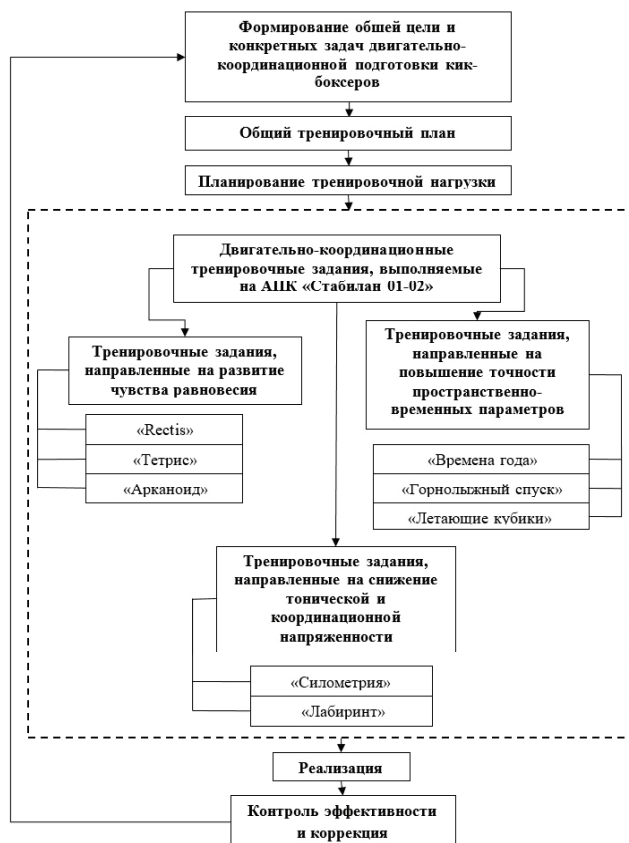 Формирование обшей цели и
конкретных задач двигательно-
координационной подготовки кик-
боксеров
Общий тренировочный план
Планирование тренировочной нагрузки
Двигательно-координационные
тренировочные задания, выполняемые
на АПК «Стабилан 01-02»
Тренировочные задания,
направленные на развитие
чувства равновесия
«Rectis»
«Тетрис»
«Арканоид»
Тренировочные задания,
направленные на
повышение точности
пространственно-
временных параметров
«Времена года»
«Горнолыжный спуск»
«Летающие кубики»
Тренировочные задания,
направленные на снижение
тонической и
координационной
напряженности
«Силометрия»
«Лабиринт»
Реализация
Контроль эффективности
и коррекция